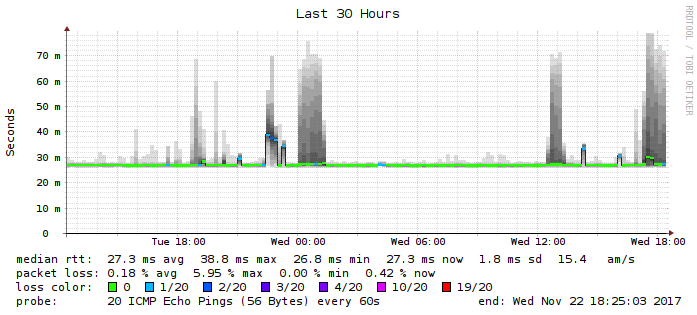 Last 30 Hours
RRDTOOL / TOBI OETIKER
Seconds
70 m
60 m
50 m
40 m
30 m
20 m
10 m
0
Tue 18:00 Wed 00:00 Wed 06:00 Wed 12:00 Wed 18:00
median rtt: 27.3 ms avg 38.8 ms max 26.8 ms min 27.3 ms now 1.8 ms sd 15.4 am/s
packet loss: 0.18 % avg 5.95 % max 0.00 % min 0.42 % now
loss color: 0 1/20 2/20 3/20 4/20 10/20 19/20
probe: 20 ICMP Echo Pings (56 Bytes) every 60s end: Wed Nov 22 18:25:03 2017